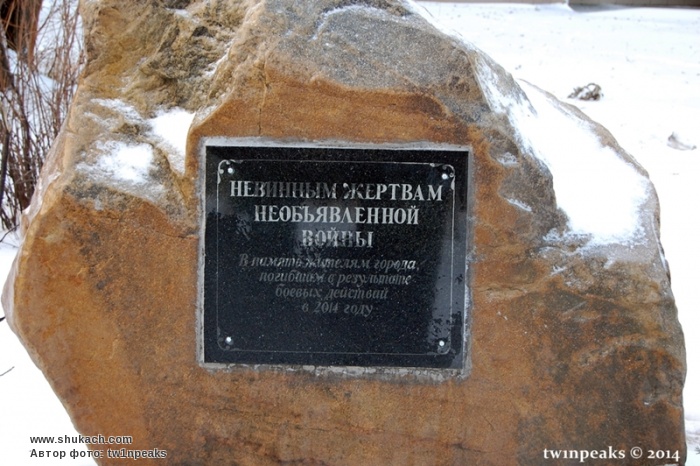 НЕВИННЫМ ЖЕРТВАМ
НЕОБЪЯВЛЕННОЙ
ВОЙНЫ
В память жителям города,
погибшим в результате
боевых действий
в 2014 году
www.shukach.com
Автор фото: tw1npeaks
tw1npeaks © 2014